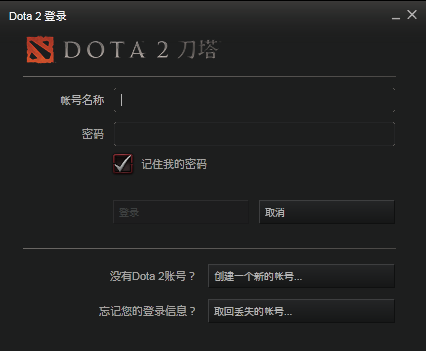 Dota 2 登录
DOTA 2 刀塔
帐号名称
密码
记住我的密码
登录 取消
没有Dota 2账号？ 创建一个新的帐号...
忘记您的登录信息？ 取回丢失的帐号...